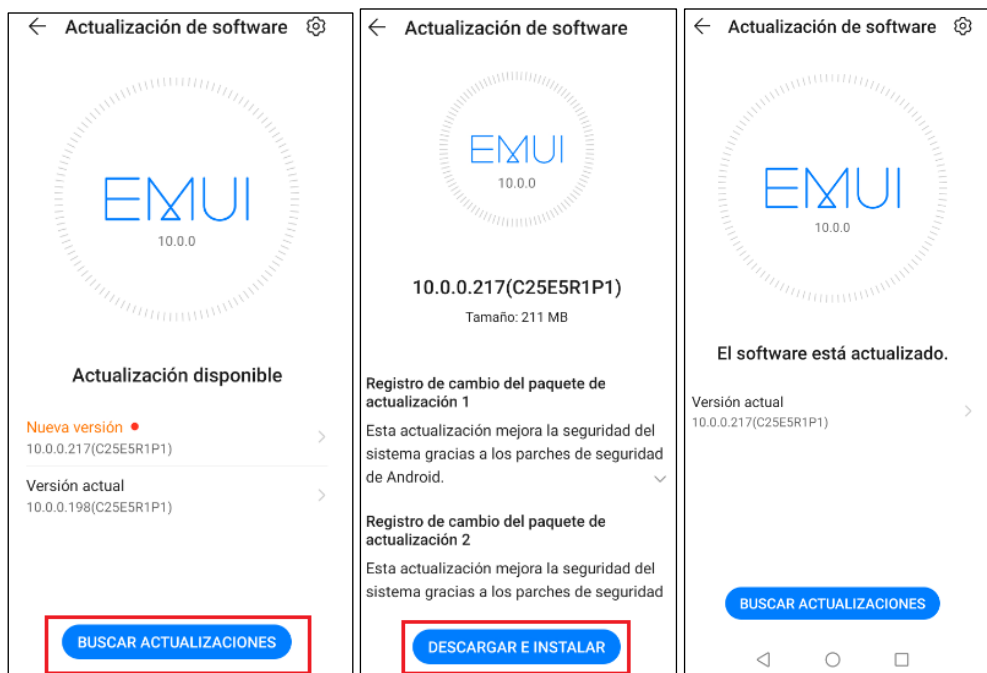 Actualización de software
EMUI
10.0.0
Actualización disponible
Nueva versión
10.0.0.217(C25E5R1P1)
Versión actual
10.0.0.198(C25E5R1P1)
BUSCAR ACTUALIZACIONES
Actualización de software
EMUI
10.0.0
10.0.0.217(C25E5R1P1)
Tamaño: 211 MB
Registro de cambio del paquete de
actualización 1
Esta actualización mejora la seguridad del
sistema gracias a los parches de seguridad
de Android.
Registro de cambio del paquete de
actualización 2
Esta actualización mejora la seguridad del
sistema gracias a los parches de seguridad
DESCARGAR E INSTALAR
Actualización de software
EMUI
10.0.0
El software está actualizado.
Versión actual
10.0.0.217(C25E5R1P1)
BUSCAR ACTUALIZACIONES